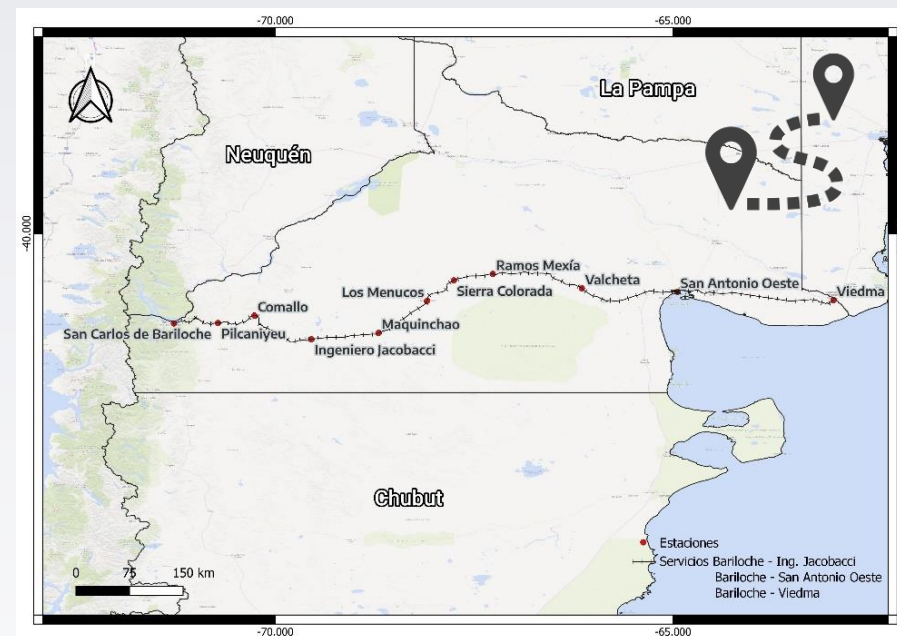 -70.000
-65.000
La Pampa
Neuquén
-40.000
Ramos Mexía
Los Menucos
Sierra Colorada
Valcheta
San Antonio Oeste
Viedma
Comallo
San Carlos de Bariloche
Pilcaniyeu
Maquinchao
Ingeniero Jacobacci
Chubut
Estaciones
Servicios Bariloche - Ing. Jacobacci
Bariloche - San Antonio Oeste
Bariloche - Viedma
0 75 150 km
-70.000
-65.000